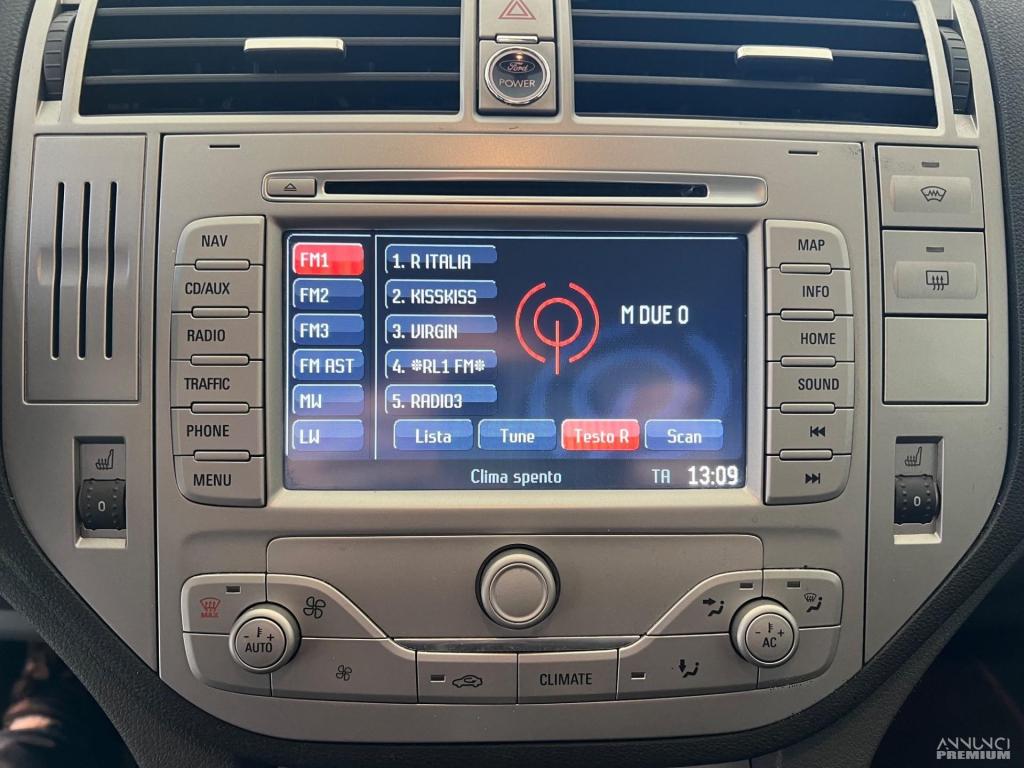 Ford
POWER
NAV
CD/AUX
RADIO
TRAFFIC
PHONE
MENU
FM1
FM2
FM3
FM AST
MW
LW
1. R ITALIA
2. KISSKISS
3. VIRGIN
4. *RL1 FM*
5. RADIO3
M DUE O
Lista
Tune
Testo R
Scan
Clima spento
TA
13:09
MAP
INFO
HOME
SOUND
0
0
MAX
- +
AUTO
CLIMATE
- +
AC
ANNUNCI
PREMIUM